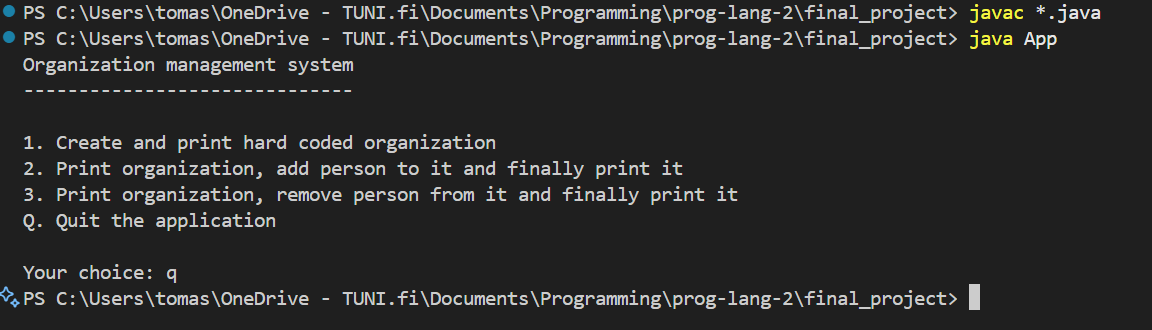 PS C:\Users\tomas\OneDrive - TUNI.fi\Documents\Programming\prog-lang-2\final_project> javac *.java
PS C:\Users\tomas\OneDrive - TUNI.fi\Documents\Programming\prog-lang-2\final_project> java App
Organization management system
------------------------------
1. Create and print hard coded organization
2. Print organization, add person to it and finally print it
3. Print organization, remove person from it and finally print it
Q. Quit the application
Your choice: q
PS C:\Users\tomas\OneDrive - TUNI.fi\Documents\Programming\prog-lang-2\final_project>